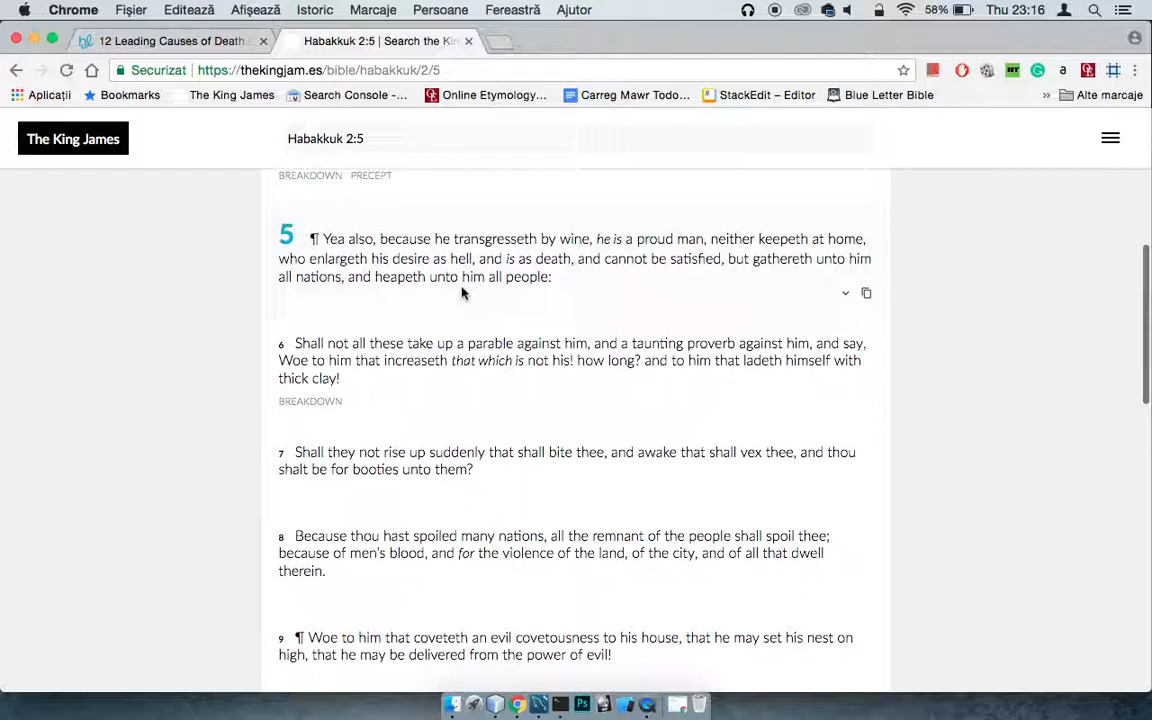 Chrome Fișier Editează Afișează Istoric Marcaje Persoane Fereastră Ajutor 58% Thu 23:16
12 Leading Causes of Death
Habakkuk 2:5 | Search the Kin
Securizat https://thekingjam.es/bible/habakkuk/2/5
Aplicații Bookmarks The King James Search Console -... Online Etymology... Carreg Mawr Todo... StackEdit – Editor Blue Letter Bible » Alte marcaje
The King James Habakkuk 2:5
BREAKDOWN PRECEPT
5 ¶ Yea also, because he transgresseth by wine, he is a proud man, neither keepeth at home,
who enlargeth his desire as hell, and is as death, and cannot be satisfied, but gathereth unto him
all nations, and heapeth unto him all people:
6 Shall not all these take up a parable against him, and a taunting proverb against him, and say,
Woe to him that increaseth that which is not his! how long? and to him that ladeth himself with
thick clay!
BREAKDOWN
7 Shall they not rise up suddenly that shall bite thee, and awake that shall vex thee, and thou
shalt be for booties unto them?
8 Because thou hast spoiled many nations, all the remnant of the people shall spoil thee;
because of men's blood, and for the violence of the land, of the city, and of all that dwell
therein.
9 ¶ Woe to him that coveteth an evil covetousness to his house, that he may set his nest on
high, that he may be delivered from the power of evil!